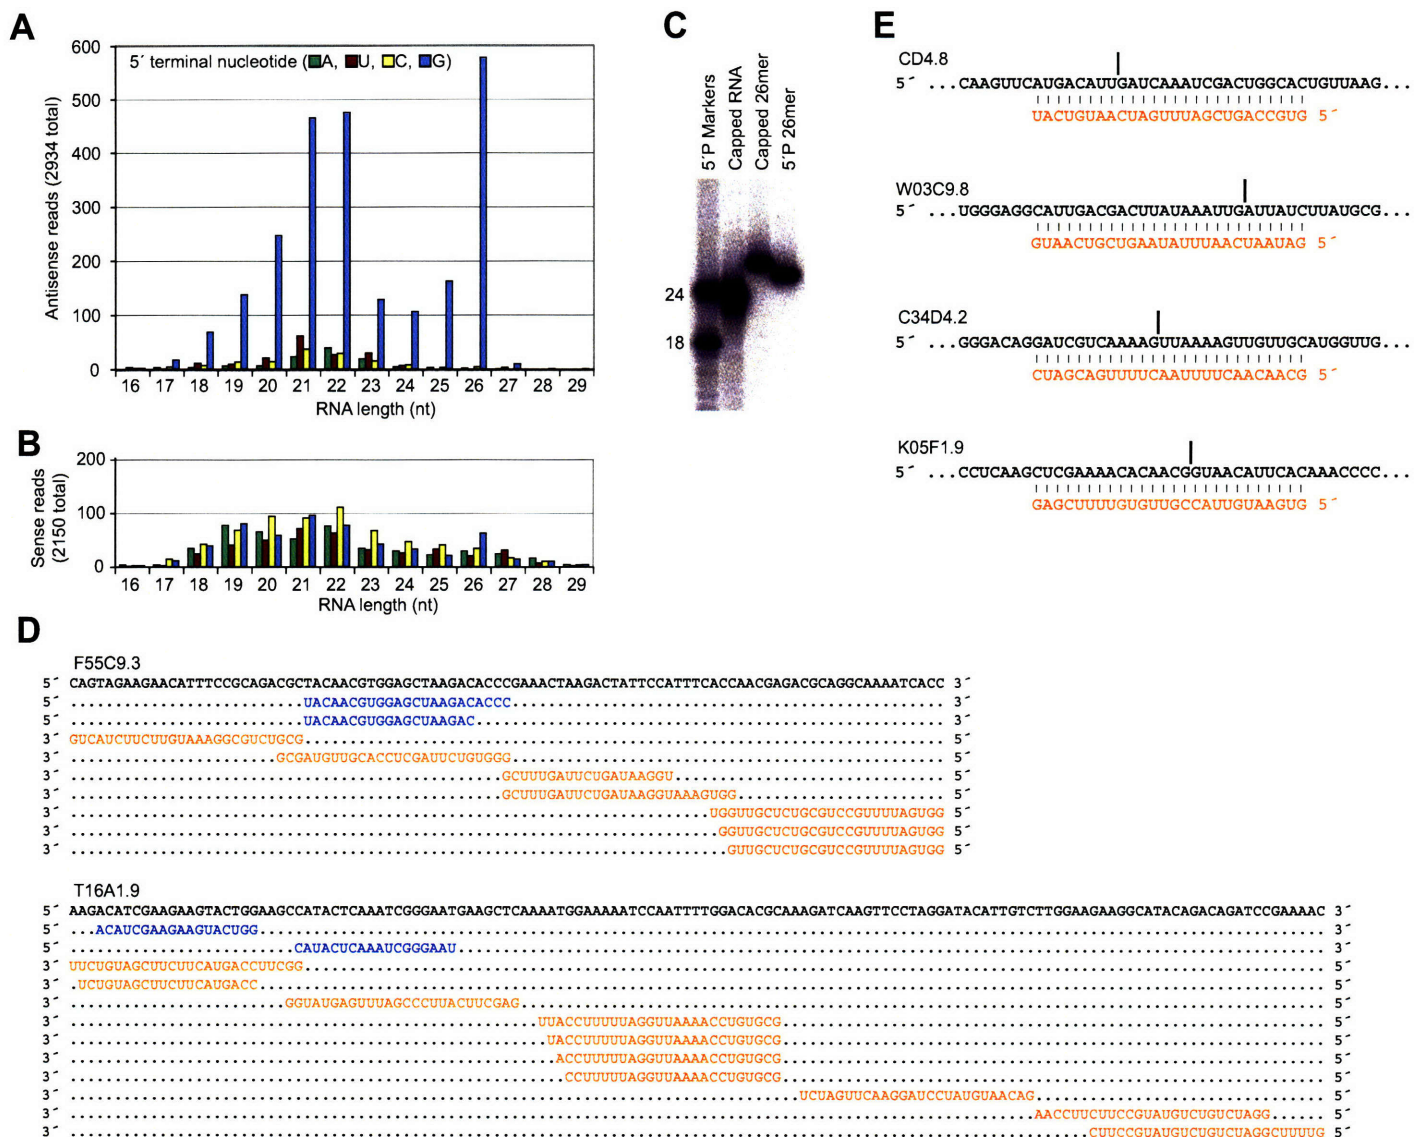 A
600
500
400
300
200
100
0
5´ terminal nucleotide (A, U, C, G)
Antisense reads (2934 total)
16 17 18 19 20 21 22 23 24 25 26 27 28 29
RNA length (nt)
B
200
100
0
Sense reads
(2150 total)
16 17 18 19 20 21 22 23 24 25 26 27 28 29
RNA length (nt)
C
5´P Markers
Capped RNA
Capped 26mer
5´P 26mer
24
18
E
CD4.8
5´ ...CAAGUUCAUGACAUUGAUCAAAUCGACUGGCACUGUUAAG...
UACUGUAACUAGUUUAGCUGACCGUG 5´
W03C9.8
5´ ...UGGGAGGCAUUGACGACUUAUAAAUUGAUUAUCUUAUGCG...
GUAACUGCUGAAUAUUUAACUAAUAG 5´
C34D4.2
5´ ...GGGACAGGAUCGUCAAAAGUUAAAAGUUGUUGCAUGGUUG...
CUAGCAGUUUUCAAUUUUCAACAACG 5´
K05F1.9
5´ ...CCUCAAGCUCGAAAACACAACGGUAACAUUCACAAACCCC...
GAGCUUUUGUGUUGCCAUUGUAAGUG 5´
D
F55C9.3
5´ CAGTAGAAGAACATTTCCGCAGACGCTACAACGTGGAGCTAAGACACCCGAAACTAAGACTATTCCATTTCACCAACGAGACGCAGGCAAAATCACC 3´
5´ ..........................UACAACGUGGAGCUAAGACACCC................................................ 3´
5´ ..........................UACAACGUGGAGCUAAGAC.................................................... 3´
3´ GUCAUCUUCUUGUAAAGGCGUCUGCG....................................................................... 5´
3´ .......................GCGAUGUUGCACCUCGAUUCUGUGGG................................................ 5´
3´ ................................................GCUUUGAUUCUGAUAAGGU.............................. 5´
3´ ................................................GCUUUGAUUCUGAUAAGGUAAAGUGG....................... 5´
3´ .......................................................................UGGUUGCUCUGCGUCCGUUUUAGUGG 5´
3´ ........................................................................GGUUGCUCUGCGUCCGUUUUAGUGG 5´
3´ .........................................................................GUUGCUCUGCGUCCGUUUUAGUGG 5´
T16A1.9
5´ AAGACATCGAAGAAGTACTGGAAGCCATACTCAAATCGGGAATGAAGCTCAAAATGGAAAAATCCAATTTTGGACACGCAAAGATCAAGTTCCTAGGATACATTGTCTTGGAAGAAGGCATACAGACAGATCCGAAAAC 3´
5´ ...ACAUCGAAGAAGUACUGG...................................................................................................................... 3´
5´ .........................CAUACUCAAAUCGGGAAU................................................................................................ 3´
3´ UUCUGUAGCUUCUUCAUGACCUUCGG................................................................................................................. 5´
3´ .UCUGUAGCUUCUUCAUGACC...................................................................................................................... 5´
3´ ........................GGUAUGAGUUUAGCCCUUACUUCGAG......................................................................................... 5´
3´ ....................................................UUACCUUUUUAGGUUAAAACCUGUGCG............................................................ 5´
3´ .....................................................UACCUUUUUAGGUUAAAACCUGUGCG............................................................ 5´
3´ ......................................................ACCUUUUUAGGUUAAAACCUGUGCG............................................................ 5´
3´ .......................................................CCUUUUUAGGUUAAAACCUGUGCG............................................................ 5´
3´ .................................................................................UCUAGUUCAAGGAUCCUAUGUAACAG................................ 5´
3´ ...........................................................................................................AACCUUCUUCCGUAUGUCUGUCUAGG...... 5´
3´ .................................................................................................................CUUCCGUAUGUCUGUCUAGGCUUUUG 5´